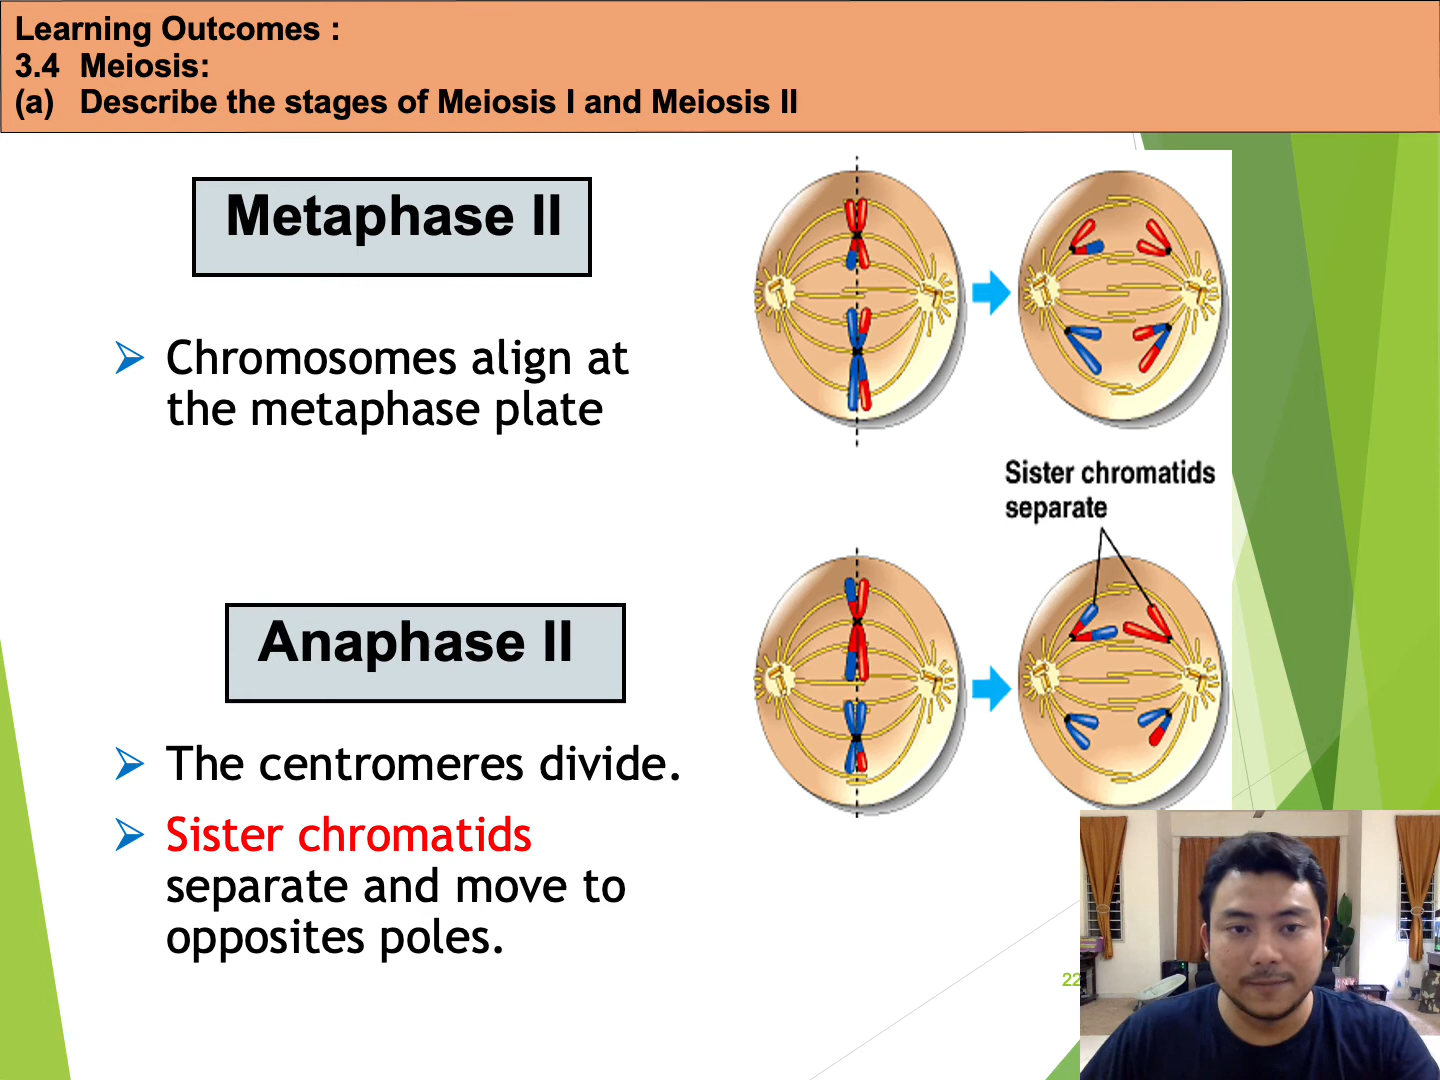 Learning Outcomes :
3.4 Meiosis:
(a) Describe the stages of Meiosis I and Meiosis II
Metaphase II
➢ Chromosomes align at
the metaphase plate
Sister chromatids
separate
Anaphase II
➢ The centromeres divide.
➢ Sister chromatids
separate and move to
opposites poles.
22